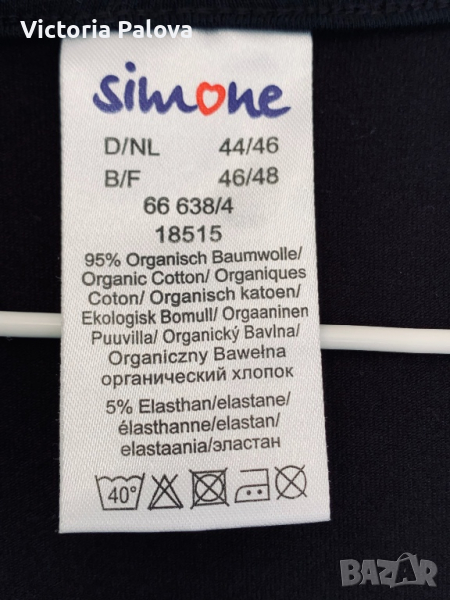 Victoria Palova
simone
D/NL 44/46
B/F 46/48
66 638/4
18515
95% Organisch Baumwolle/
Organic Cotton/ Organiques
Coton/ Organisch katoen/
Ekologisk Bomull/ Orgaaninen
Puuvilla/ Organický Bavlna/
Organiczny Bawełna
органический хлопок
5% Elasthan/elastane/
élasthanne/elastan/
elastaania/эластан
40°
BAZAR